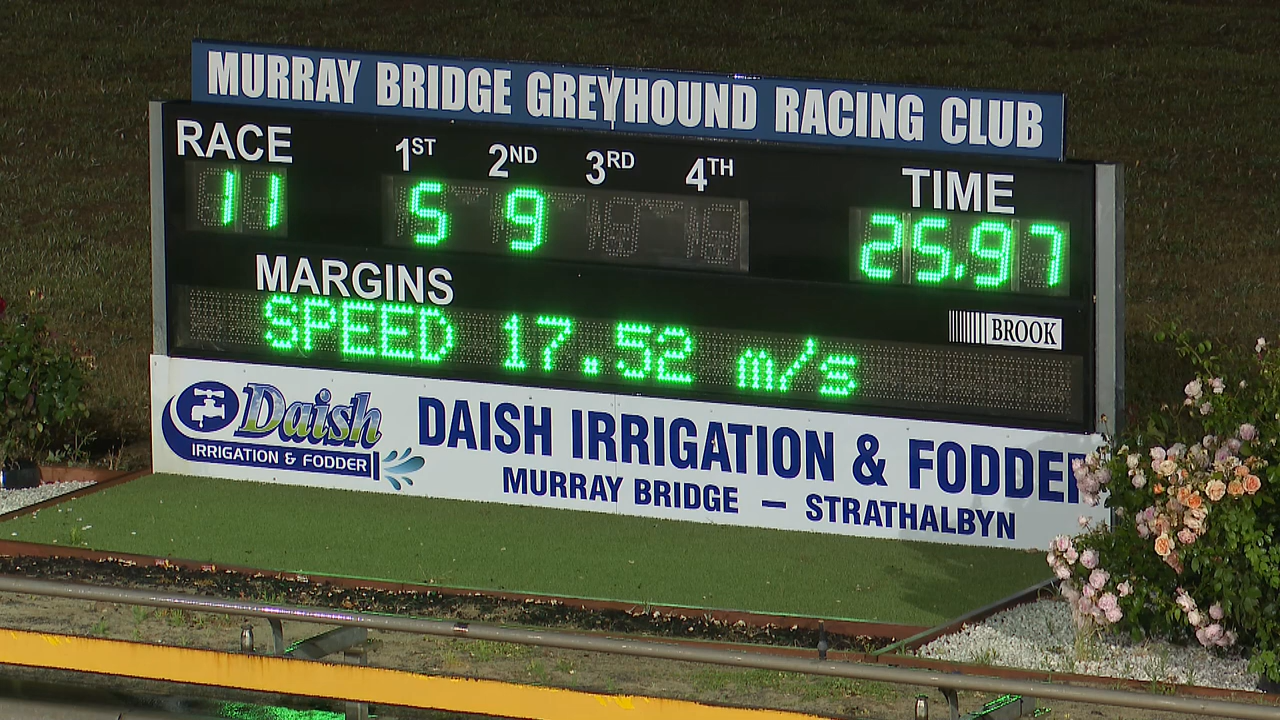 MURRAY BRIDGE GREYHOUND RACING CLUB
RACE 1ST 2ND 3RD 4TH TIME
11 5 9 25.97
MARGINS
SPEED 17.52 m/s
BROOK
Daish
IRRIGATION & FODDER
DAISH IRRIGATION & FODDER
MURRAY BRIDGE – STRATHALBYN